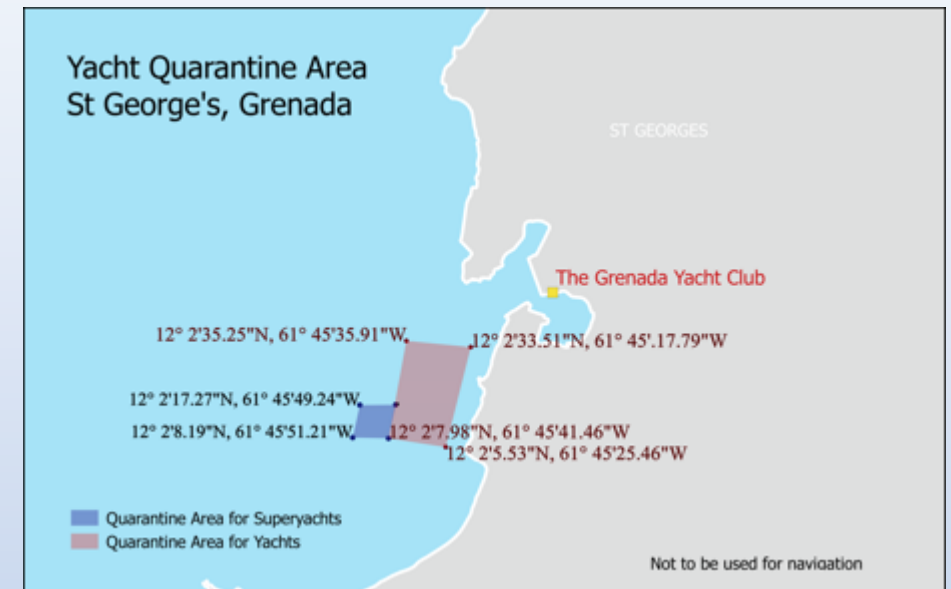 Yacht Quarantine Area
St George's, Grenada
ST GEORGES
The Grenada Yacht Club
12° 2'35.25"N, 61° 45'35.91"W
12° 2'33.51"N, 61° 45'.17.79"W
12° 2'17.27"N, 61° 45'49.24"W
12° 2'8.19"N, 61° 45'51.21"W
12° 2'7.98"N, 61° 45'41.46"W
12° 2'5.53"N, 61° 45'25.46"W
Quarantine Area for Superyachts
Quarantine Area for Yachts
Not to be used for navigation